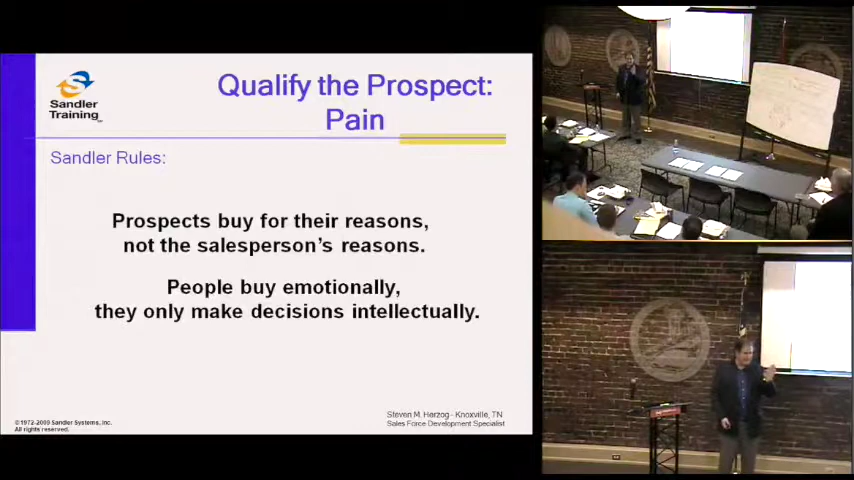 Sandler
Training
Qualify the Prospect:
Pain
Sandler Rules:
Prospects buy for their reasons,
not the salesperson's reasons.
People buy emotionally,
they only make decisions intellectually.
©1972-2009 Sandler Systems, Inc.
All rights reserved.
Steven M. Herzog - Knoxville, TN
Sales Force Development Specialist